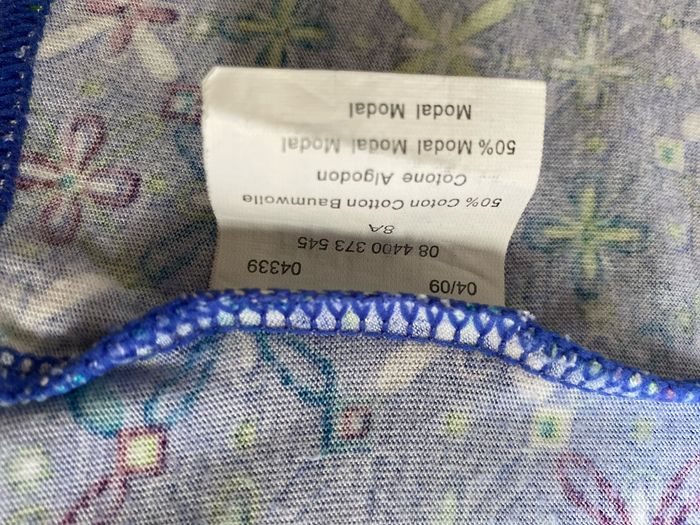 04/09 04339
08 4400 373 545
8A
50% Coton Cotton Baumwolle
Cotone Algodon
50% Modal Modal Modal
Modal Modal